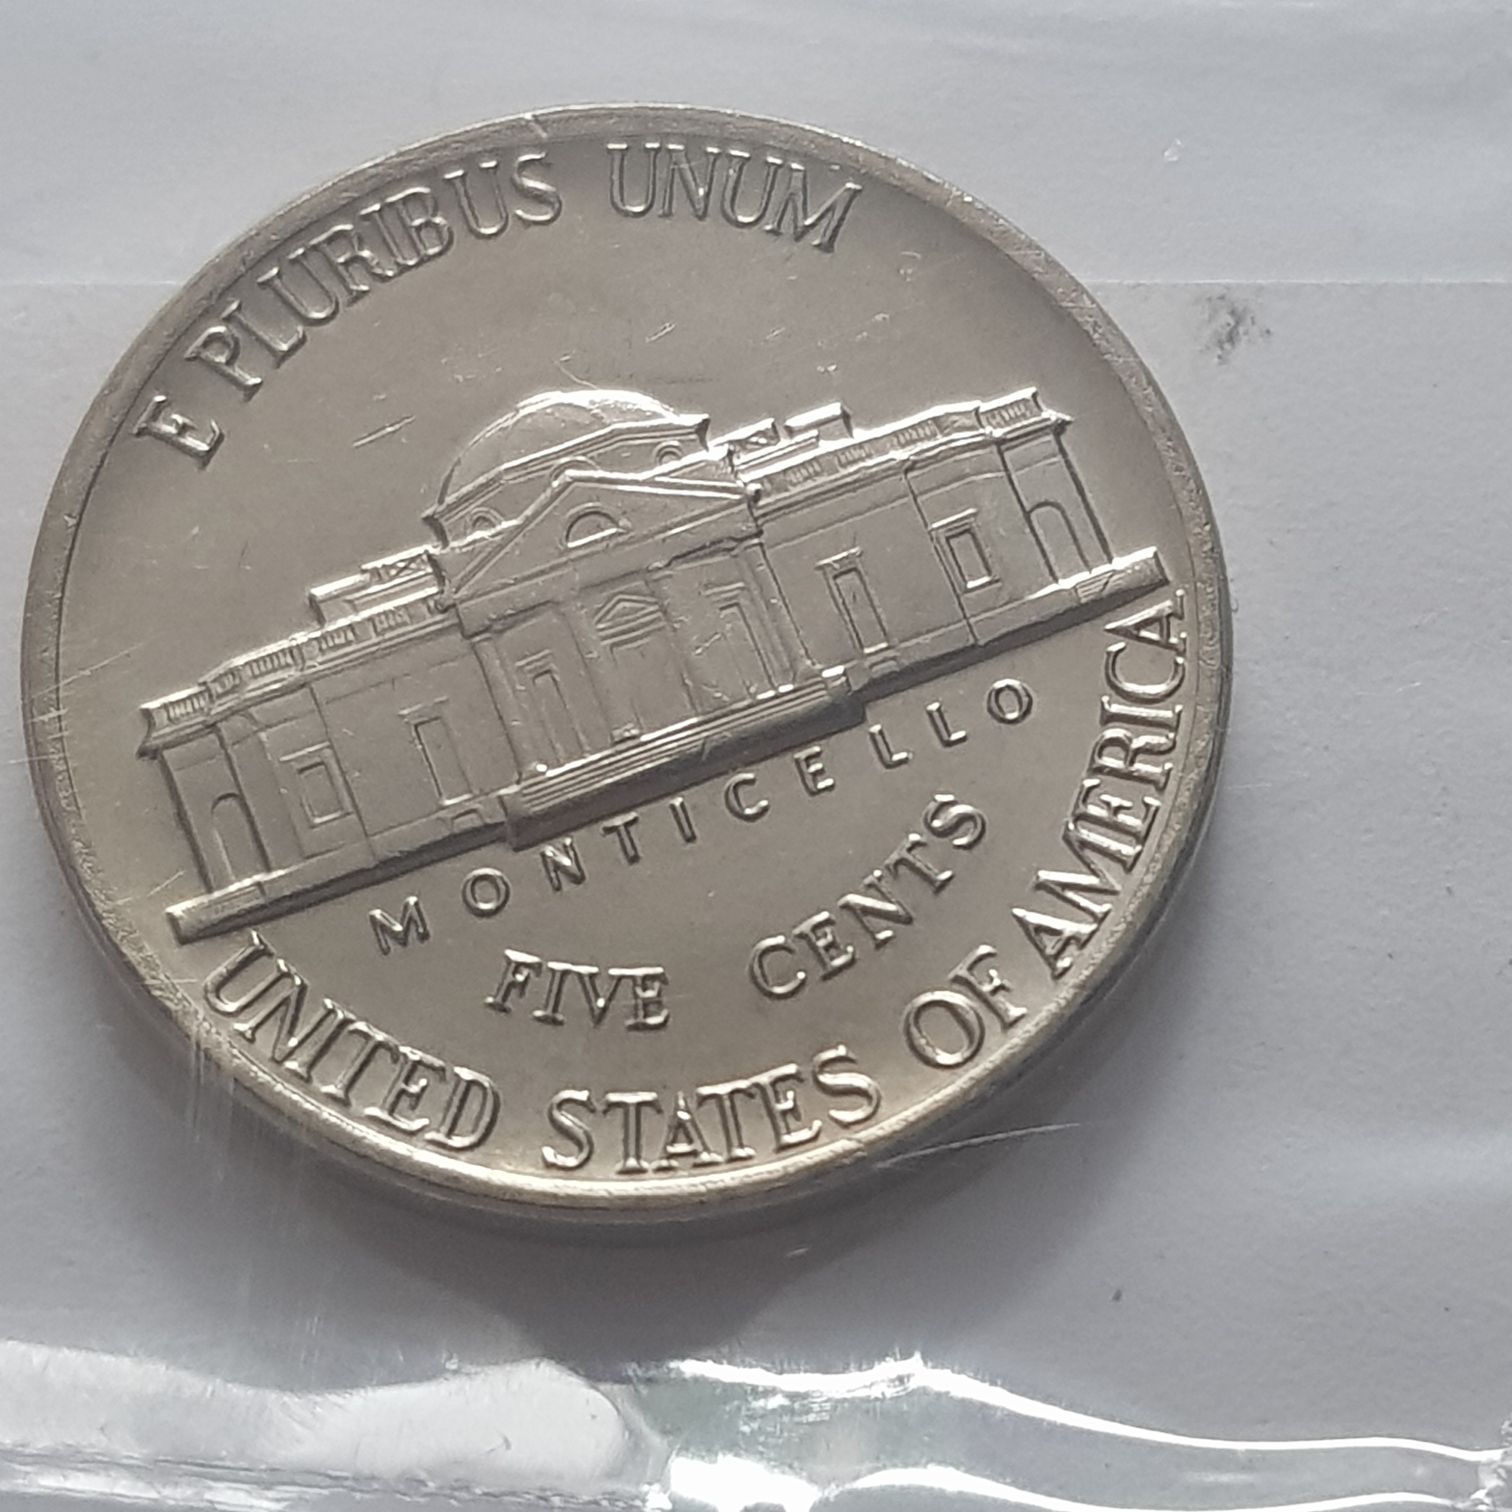 E PLURIBUS UNUM
MONTICELLO
FIVE CENTS
UNITED STATES OF AMERICA